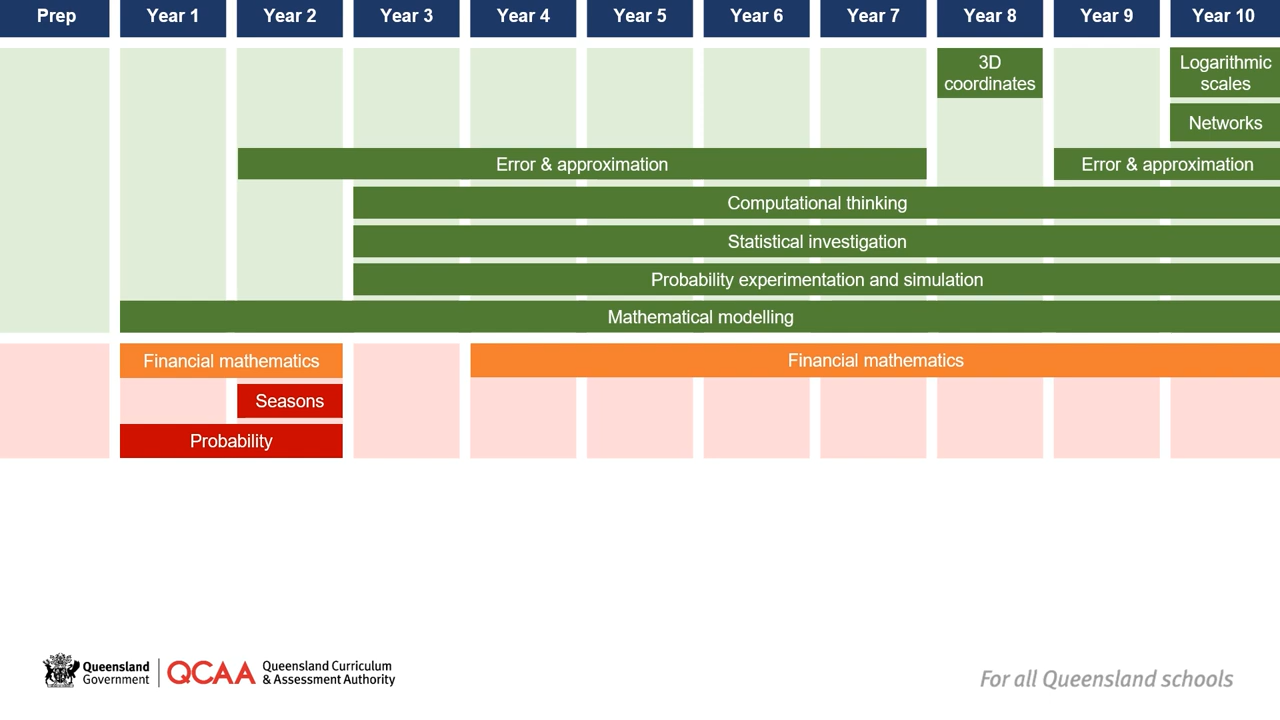 Prep Year 1 Year 2 Year 3 Year 4 Year 5 Year 6 Year 7 Year 8 Year 9 Year 10
3D
coordinates
Logarithmic
scales
Networks
Error & approximation Error & approximation
Computational thinking
Statistical investigation
Probability experimentation and simulation
Mathematical modelling
Financial mathematics Financial mathematics
Seasons
Probability
Queensland
Government
QCAA
Queensland Curriculum
& Assessment Authority
For all Queensland schools